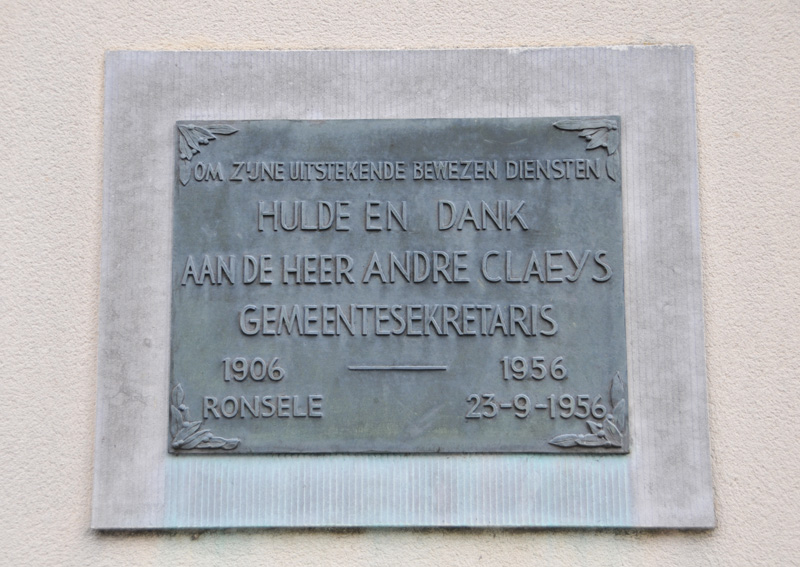 OM ZIJNE UITSTEKENDE BEWEZEN DIENSTEN
HULDE EN DANK
AAN DE HEER ANDRE CLAEYS
GEMEENTESEKRETARIS
1906 — 1956
RONSELE 23-9-1956